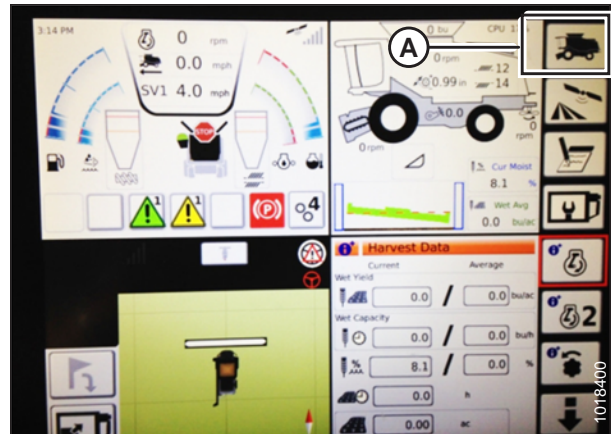 3:14 PM
0 rpm
0.0 mph
SV1 4.0 mph
STOP
1
1
P
4
0 bu
CPU
A
0 rpm
12
0.99 in
14
0.0
rpm
0 rpm
Cur Moist
8.1 %
Wet Avg
0.0 bu/ac
Harvest Data
Current Average
Wet Yield
0.0 / 0.0 bu/ac
Wet Capacity
0.0 / 0.0 bu/h
% 8.1 / 0.0 %
0.0 h
0.00 ac
2
1018400